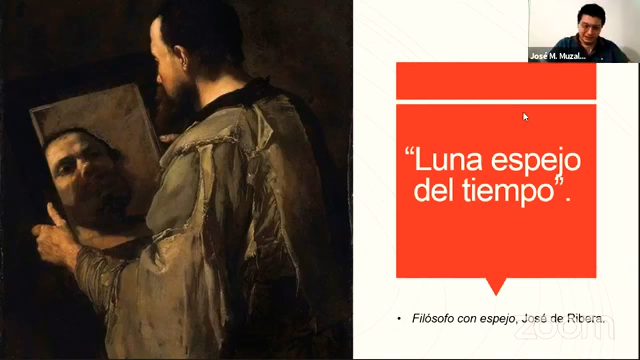 José M. Muzal...
“Luna espejo
del tiempo”.
• Filósofo con espejo, José de Ribera.
zoom